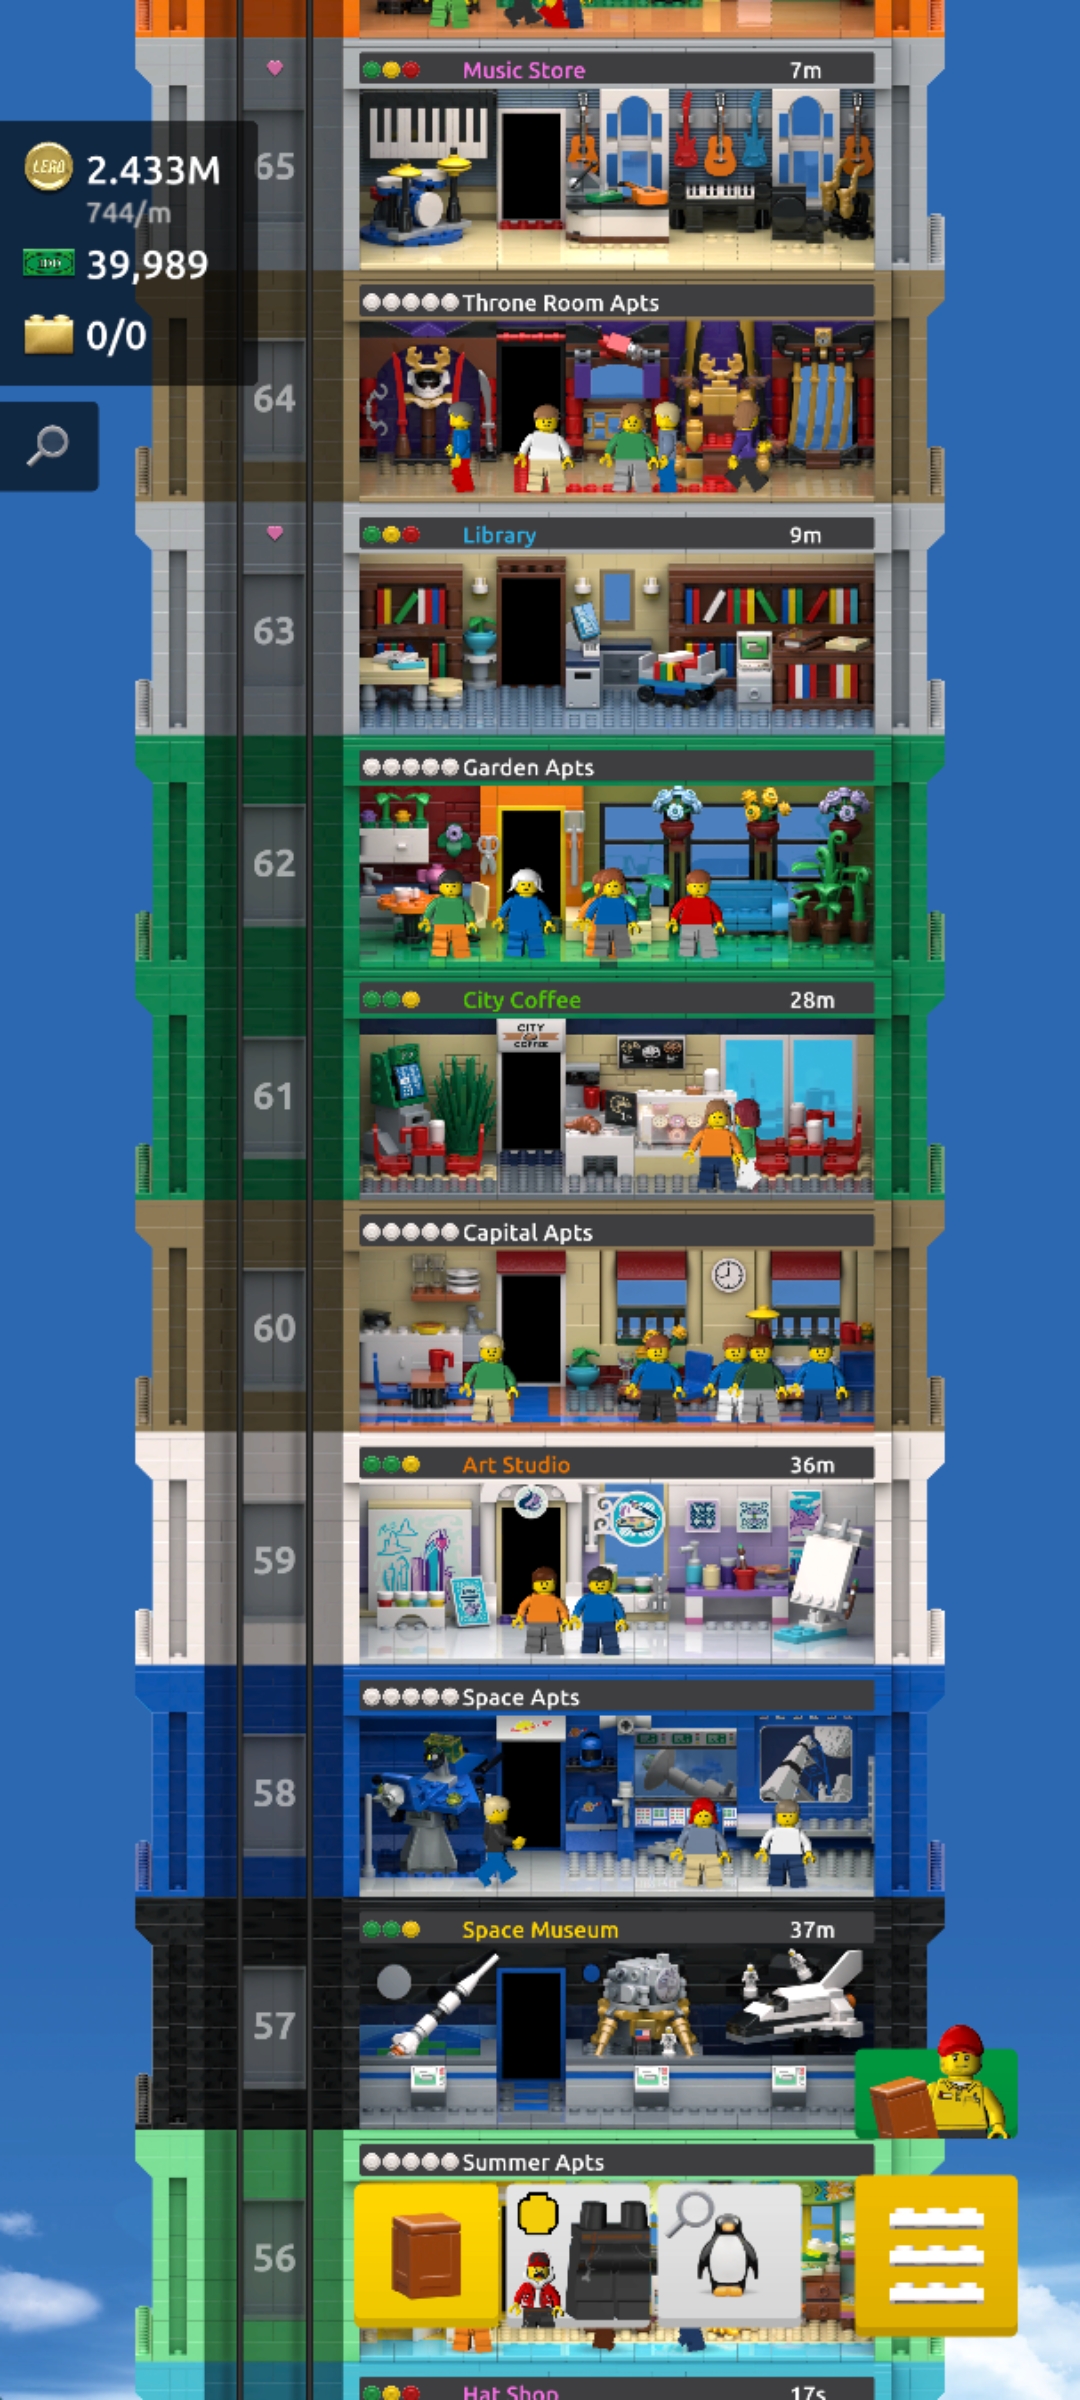 Music Store 7m
65
LEGO 2.433M
744/m
39,989
0/0
Throne Room Apts
64
Library 9m
63
Garden Apts
62
City Coffee 28m
CITY
COFFEE
61
Capital Apts
60
Art Studio 36m
59
Space Apts
58
Space Museum 37m
57
Summer Apts
56
Hat Shop 17s